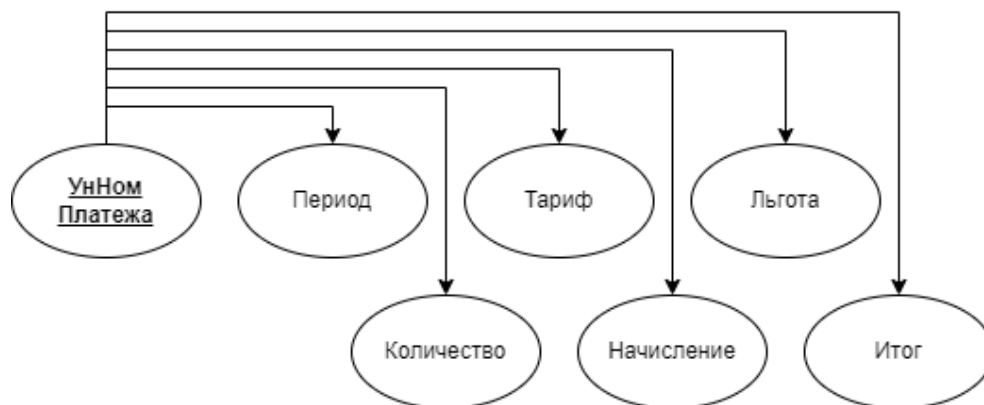 УнНом
Платежа
Период
Тариф
Льгота
Количество
Начисление
Итог